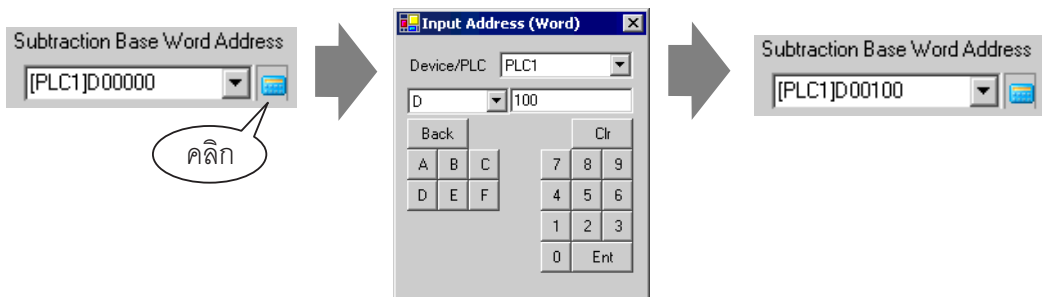 Subtraction Base Word Address
[PLC1]D00000
คลิก
Input Address (Word)
Device/PLC PLC1
D 100
Back Clr
A B C 7 8 9
D E F 4 5 6
1 2 3
0 Ent
Subtraction Base Word Address
[PLC1]D00100